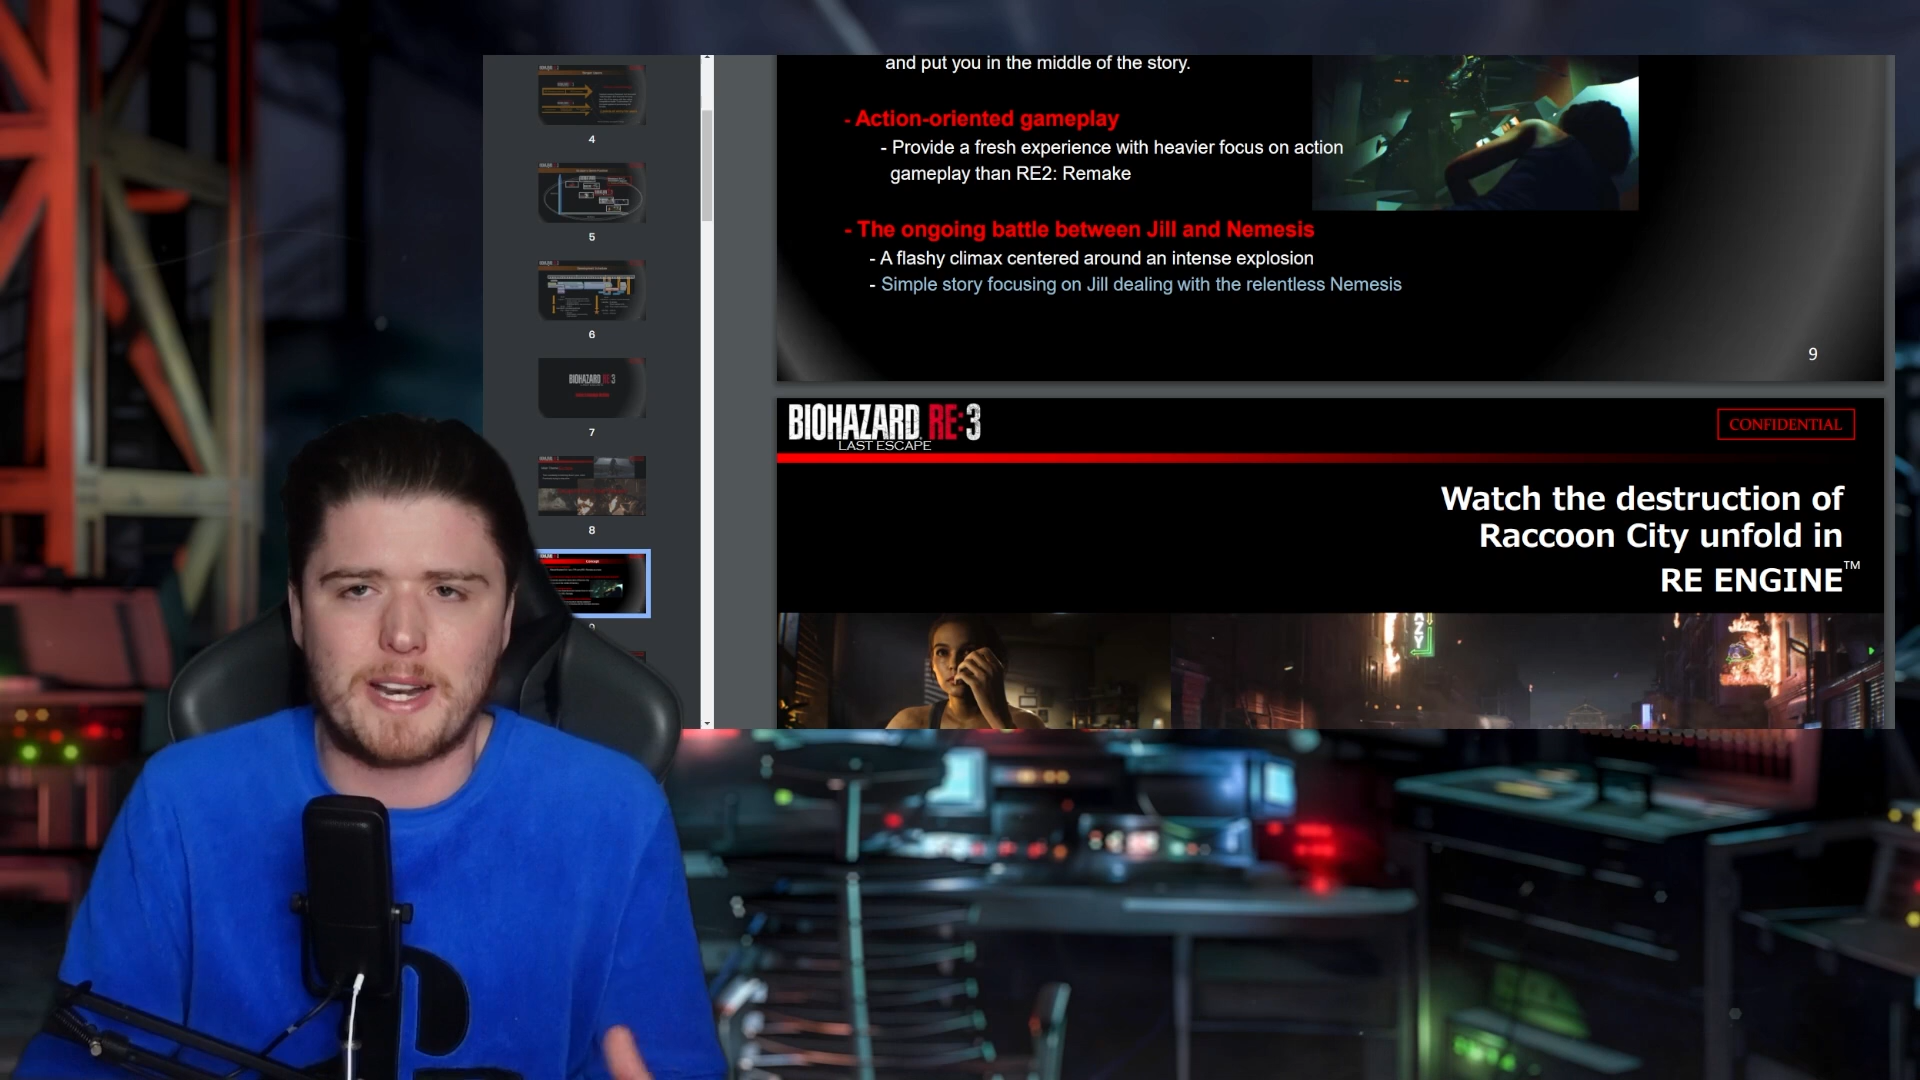 4
5
6
BIOHAZARD RE:3
7
8
9
and put you in the middle of the story.
- Action-oriented gameplay
- Provide a fresh experience with heavier focus on action
gameplay than RE2: Remake
- The ongoing battle between Jill and Nemesis
- A flashy climax centered around an intense explosion
- Simple story focusing on Jill dealing with the relentless Nemesis
9
BIOHAZARD RE:3
LAST ESCAPE
CONFIDENTIAL
Watch the destruction of
Raccoon City unfold in
RE ENGINE™